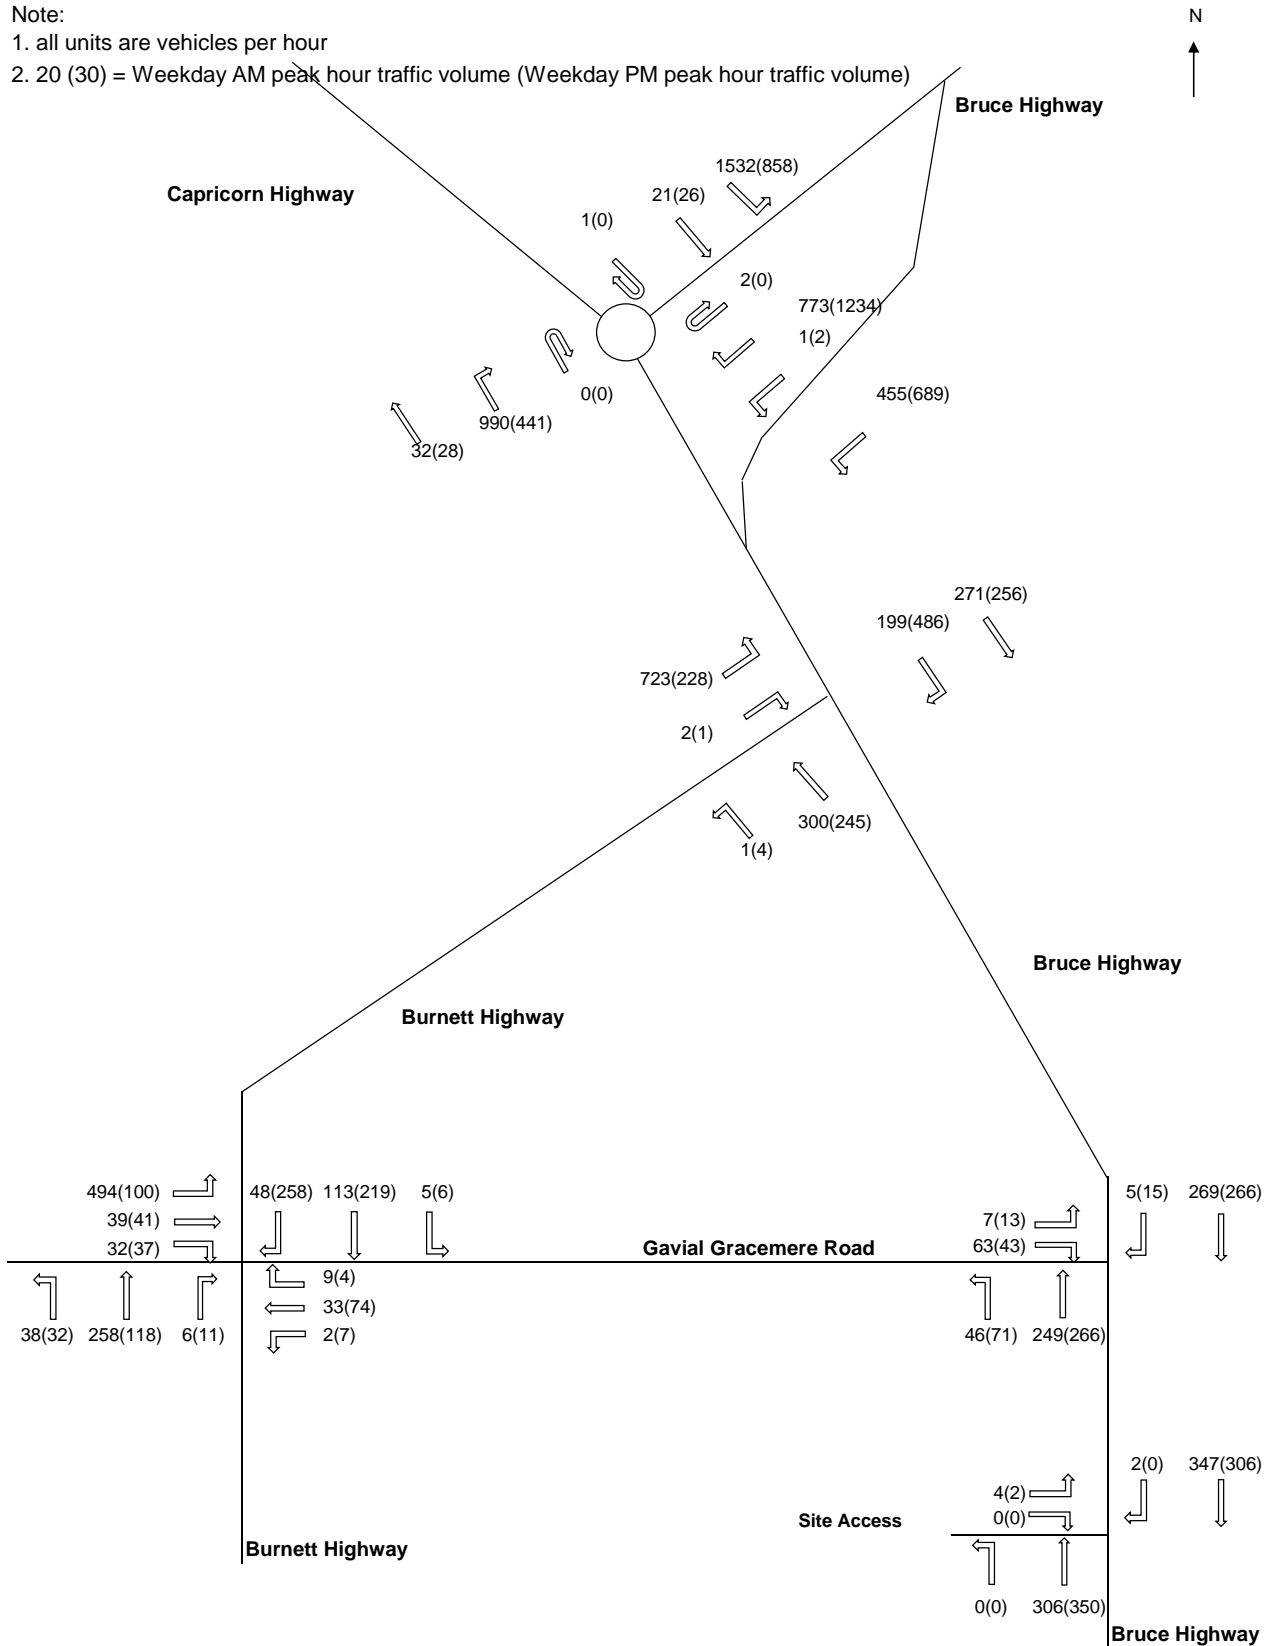 Note:
N
1. all units are vehicles per hour
2. 20 (30) = Weekday AM peak hour traffic volume (Weekday PM peak hour traffic volume)
Bruce Highway
1532(858)
Capricorn Highway
21(26)
1(0)
2(0)
773(1234)
1(2)
0(0)
455(689)
990(441)
32(28)
271(256)
199(486)
723(228)
2(1)
300(245)
1(4)
Bruce Highway
Burnett Highway
494(100)
48(258) 113(219) 5(6)
5(15) 269(266)
39(41)
7(13)
32(37)
63(43)
Gavial Gracemere Road
9(4)
33(74)
38(32) 258(118) 6(11)
2(7)
46(71) 249(266)
2(0) 347(306)
4(2)
0(0)
Site Access
Burnett Highway
0(0) 306(350)
Bruce Highway